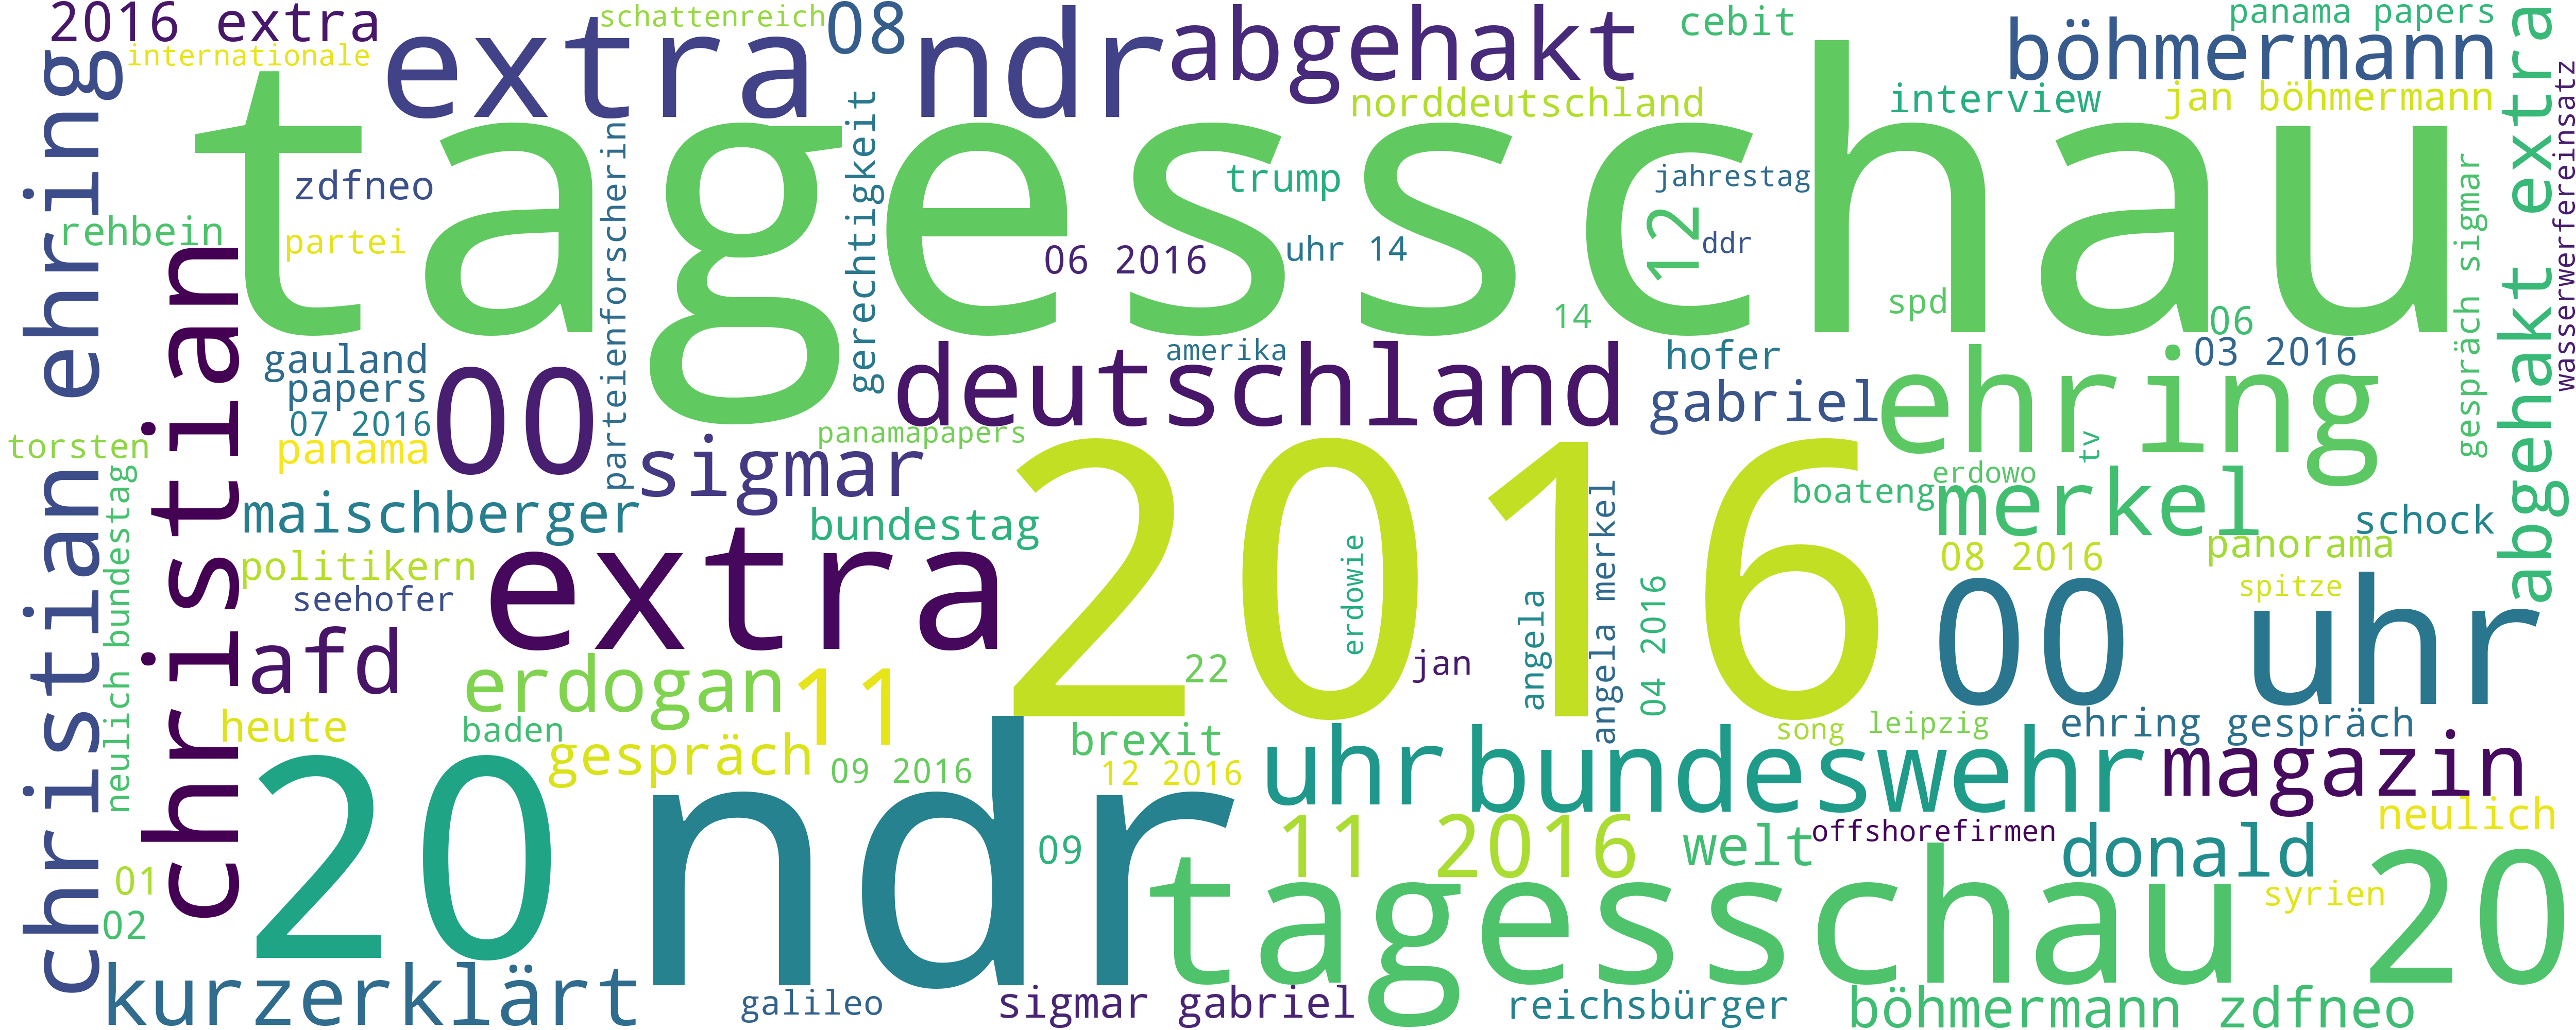 2016 extra
schattenreich
08
ndr
abgehakt
cebit
böhmermann
panama papers
internationale
extra
norddeutschland
interview
jan böhmermann
christian ehring
tagesschau
zdfneo
parteienforscherin
gerechtigkeit
trump
jahrestag
12
ddr
rehbein
partei
06 2016
uhr 14
14
spd
06
gespräch sigmar
abgehakt extra
wasserwerfereinsatz
christian
gauland
papers
07 2016
panama
00
deutschland
amerika
hofer
gabriel
ehring
03 2016
tv
torsten
panamapapers
sigmar
2016
erdowo
boateng
merkel
schock
neulich bundestag
christian ehring
maischberger
bundestag
politikern
extra
erdowie
angela
angela merkel
04 2016
08 2016
panorama
spitze
seehofer
afd
erdogan
11
22
jan
00
uhr
heute
baden
gespräch
09 2016
brexit
12 2016
song
leipzig
ehring gespräch
uhr
bundeswehr
magazin
20
ndr
09
11 2016
welt
offshorefirmen
donald
neulich
01
02
tagesschau 20
syrien
kurzerklärt
galileo
sigmar gabriel
reichsbürger
böhmermann zdfneo